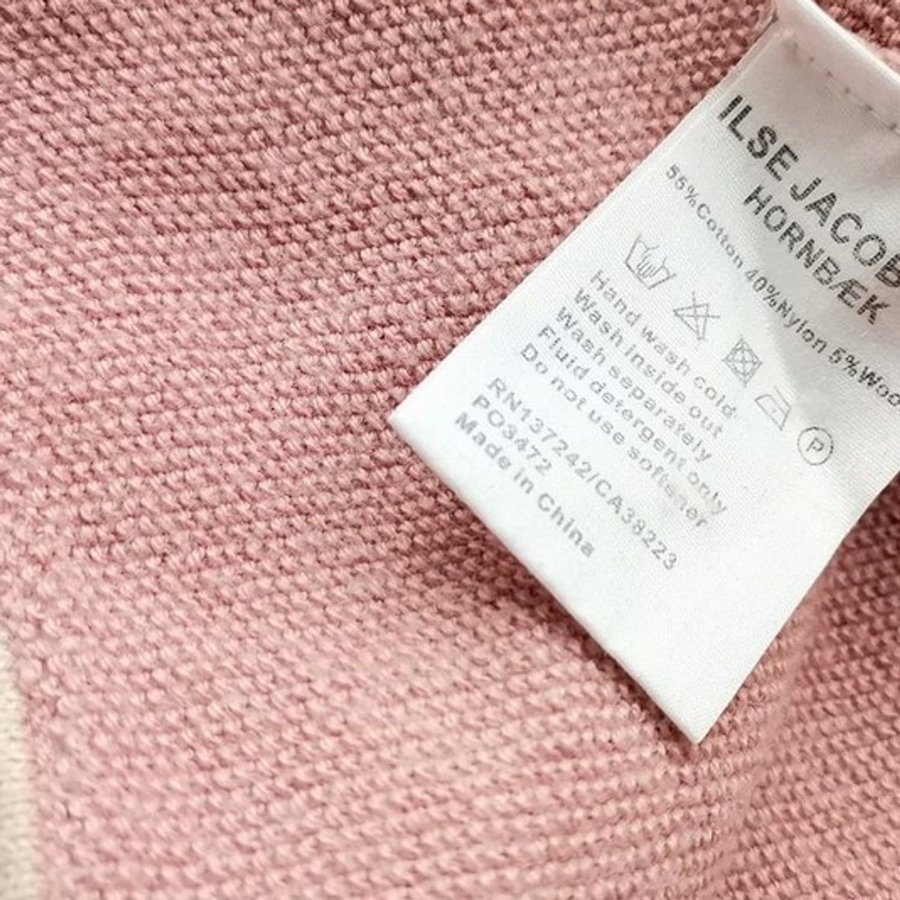 ILSE JACOB
HORNBÆK
55%Cotton 40%Nylon 5%Woo
P
Hand wash cold
Wash inside out
Wash separately
Fluid detergent only
Do not use softener
RN137242/CA38223
PO3472
Made in China